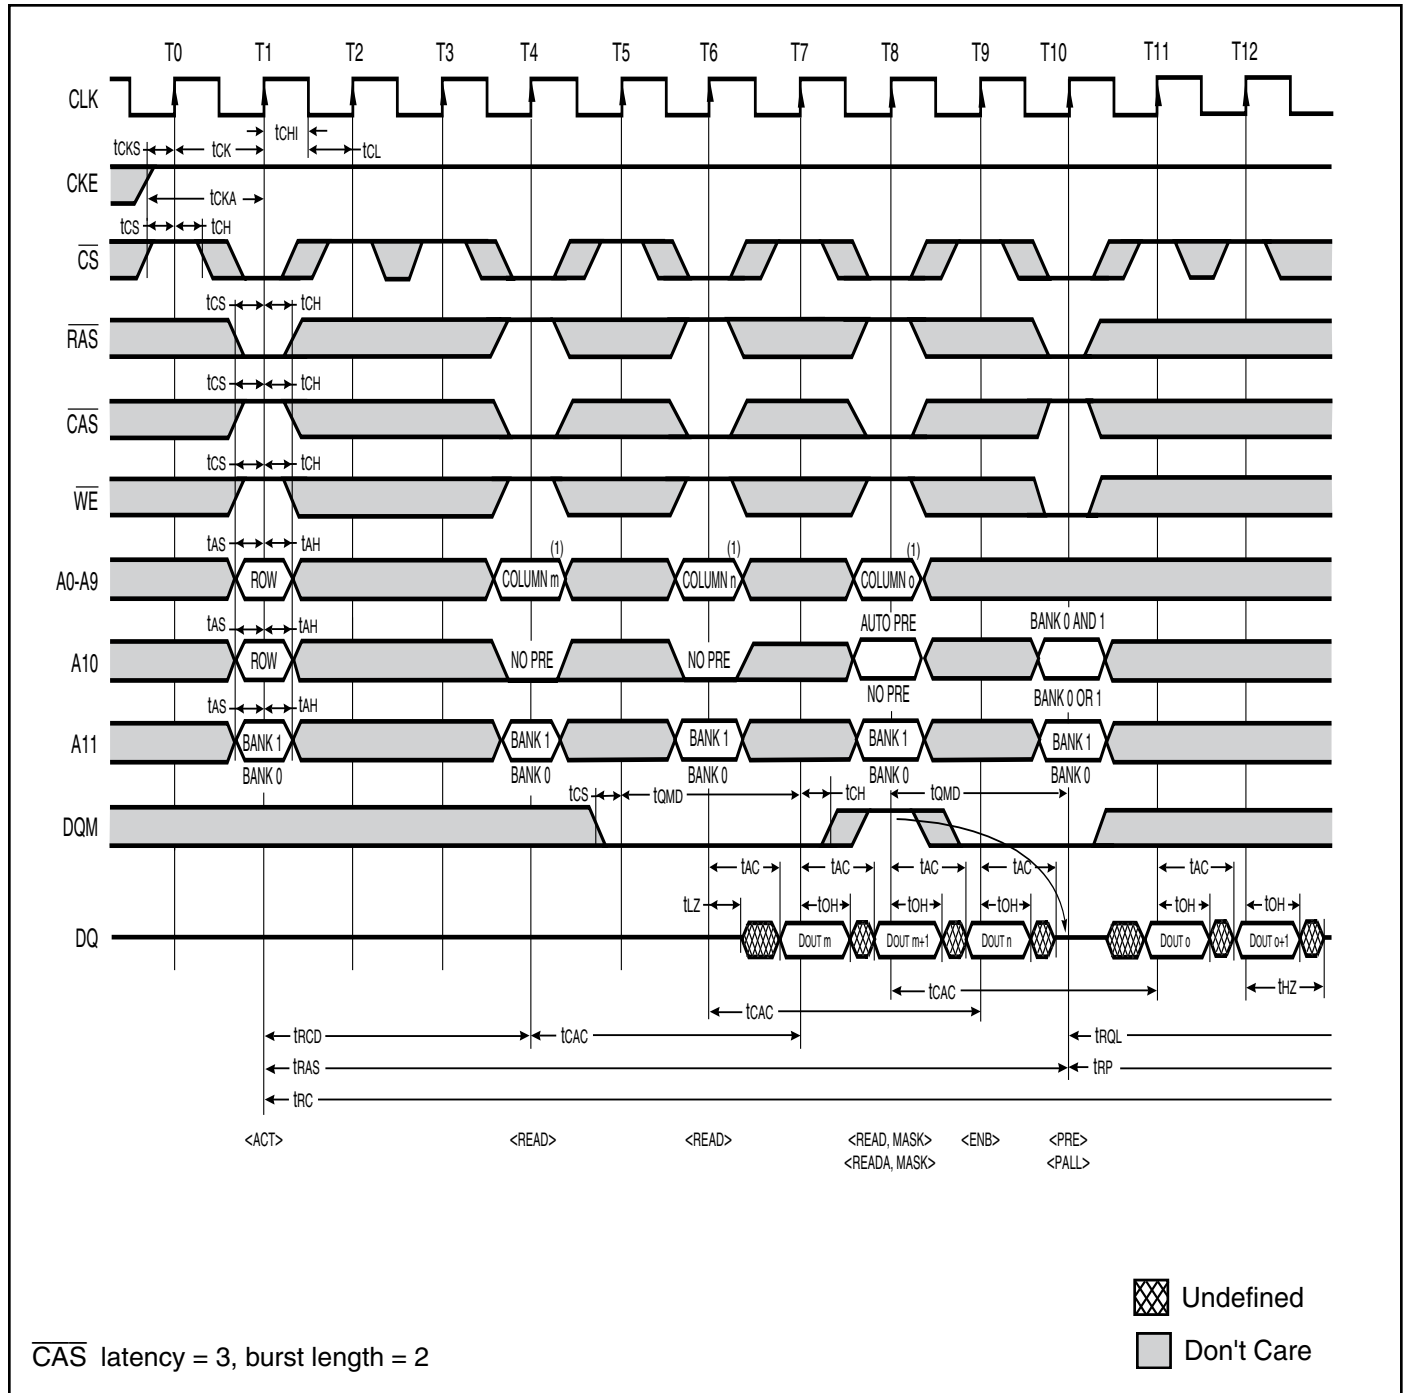 T0 T1 T2 T3 T4 T5 T6 T7 T8 T9 T10 T11 T12
CLK
tCHI
tCKS tCK tCL
CKE
tCKA
tCS tCH
CS
tCS tCH
RAS
tCS tCH
CAS
tCS tCH
WE
tAS tAH (1) (1) (1)
A0-A9 ROW COLUMN m COLUMN n COLUMN o
tAS tAH AUTO PRE BANK 0 AND 1
A10 ROW NO PRE NO PRE
NO PRE BANK 0 OR 1
tAS tAH
A11 BANK 1 BANK 1 BANK 1 BANK 1 BANK 1
BANK 0 BANK 0 BANK 0 BANK 0 BANK 0
tCS tQMD tCH tQMD
DQM
tAC tAC tAC tAC tAC
tLZ tOH tOH tOH tOH tOH
DQ DOUT m DOUT m+1 DOUT n DOUT o DOUT o+1
tCAC tHZ
tCAC
tRCD tCAC tRQL
tRAS tRP
tRC
<ACT> <READ> <READ> <READ, MASK> <ENB> <PRE>
<READA, MASK> <PALL>
Undefined
Don't Care
CAS latency = 3, burst length = 2